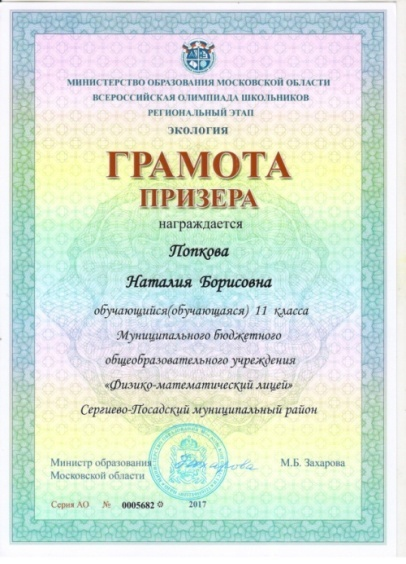 МИНИСТЕРСТВО ОБРАЗОВАНИЯ МОСКОВСКОЙ ОБЛАСТИ
ВСЕРОССИЙСКАЯ ОЛИМПИАДА ШКОЛЬНИКОВ
РЕГИОНАЛЬНЫЙ ЭТАП
ЭКОЛОГИЯ
ГРАМОТА
ПРИЗЕРА
награждается
Попкова
Наталия Борисовна
обучающийся(обучающаяся) 11 класса
Муниципального бюджетного
общеобразовательного учреждения
«Физико-математический лицей»
Сергиево-Посадский муниципальный район
Министр образования
Московской области
М.Б. Захарова
Серия АО № 0005682 2017